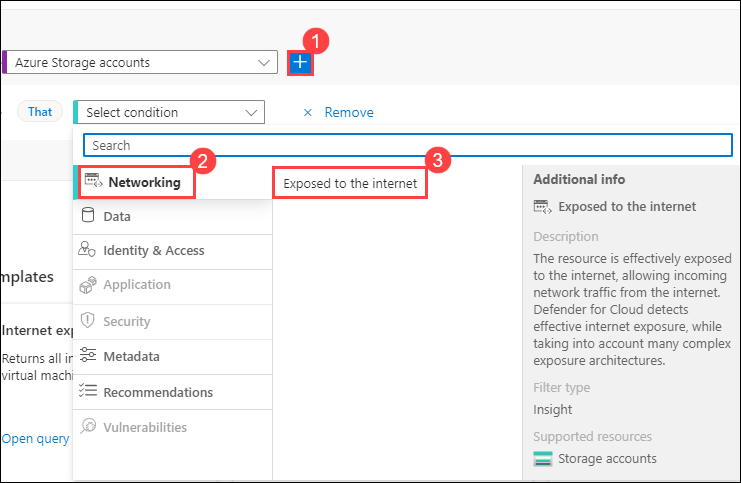 1
Azure Storage accounts
+
That
Select condition
× Remove
Search
2
3
Networking
Exposed to the internet
Data
Identity & Access
Application
Security
Metadata
Recommendations
Vulnerabilities
Additional info
Exposed to the internet
Description
The resource is effectively exposed
to the internet, allowing incoming
network traffic from the internet.
Defender for Cloud detects
effective internet exposure, while
taking into account many complex
exposure architectures.
Filter type
Insight
Supported resources
Storage accounts
mplates
Internet exp
Returns all in
virtual machi
Open query